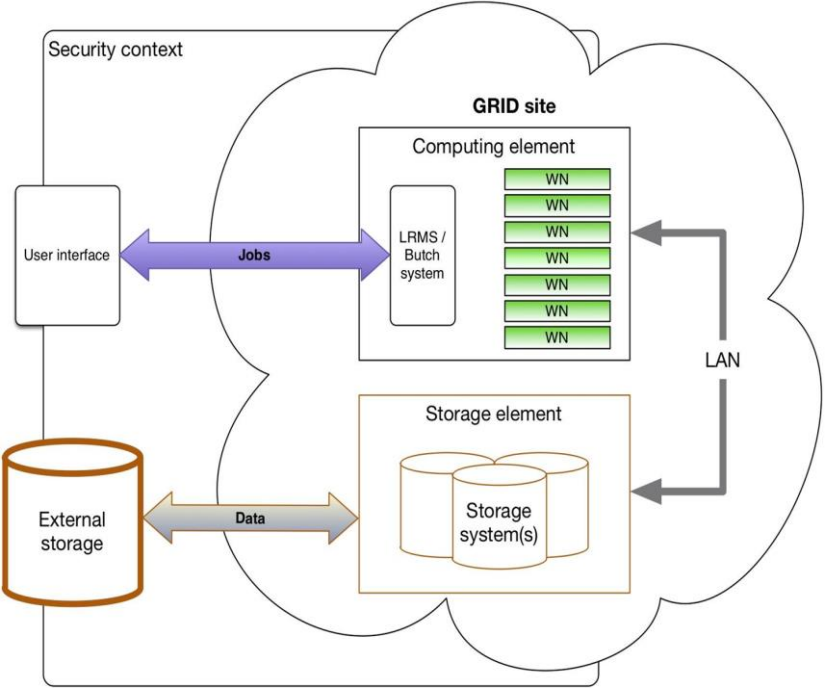 Security context
GRID site
Computing element
WN
WN
WN
WN
WN
WN
WN
User interface
Jobs
LRMS /
Butch
system
LAN
Storage element
External
storage
Data
Storage
system(s)